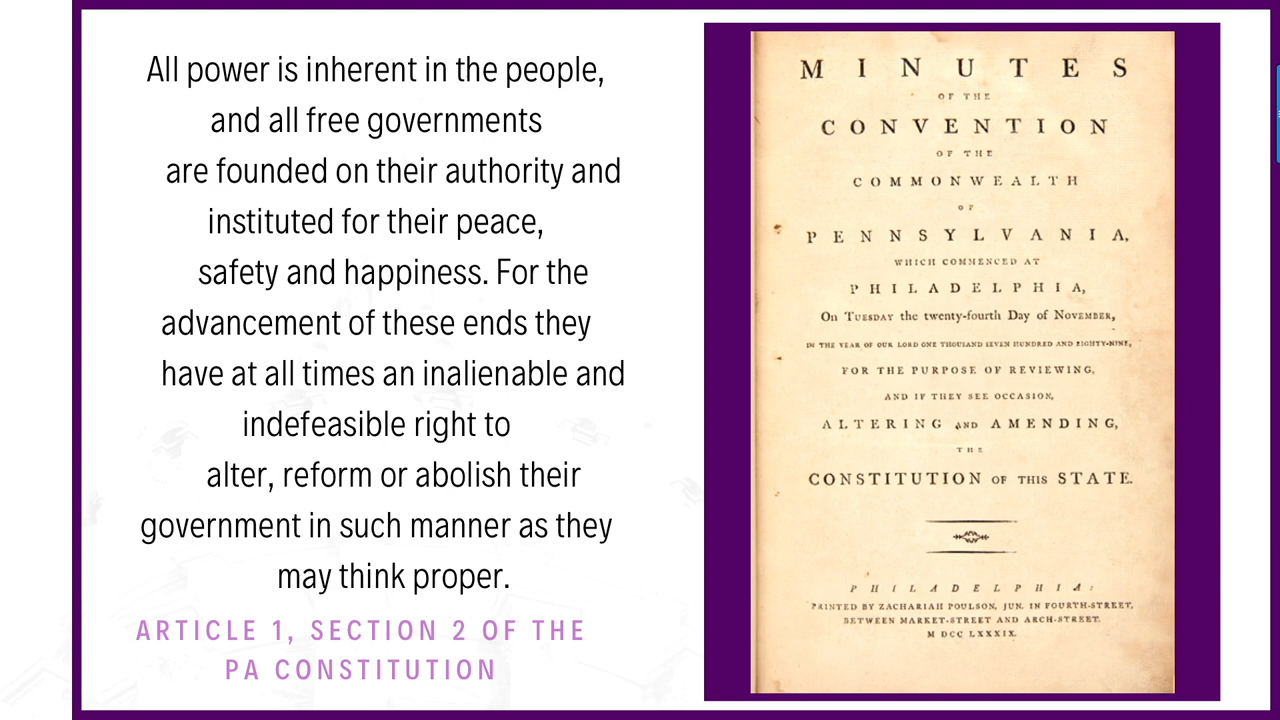 All power is inherent in the people,
and all free governments
are founded on their authority and
instituted for their peace,
safety and happiness. For the
advancement of these ends they
have at all times an inalienable and
indefeasible right to
alter, reform or abolish their
government in such manner as they
may think proper.
ARTICLE 1, SECTION 2 OF THE
PA CONSTITUTION
MINUTES
OF THE
CONVENTION
OF THE
COMMONWEALTH
OF
PENNSYLVANIA,
WHICH COMMENCED AT
PHILADELPHIA,
On TUESDAY the twenty-fourth Day of NOVEMBER,
IN THE YEAR OF OUR LORD ONE THOUSAND SEVEN HUNDRED AND EIGHTY-NINE,
FOR THE PURPOSE OF REVIEWING,
AND IF THEY SEE OCCASION,
ALTERING AND AMENDING,
THE
CONSTITUTION OF THIS STATE.
PHILADELPHIA:
PRINTED BY ZACHARIAH POULSON, JUN. IN FOURTH-STREET,
BETWEEN MARKET-STREET AND ARCH-STREET.
M DCC LXXXIX.